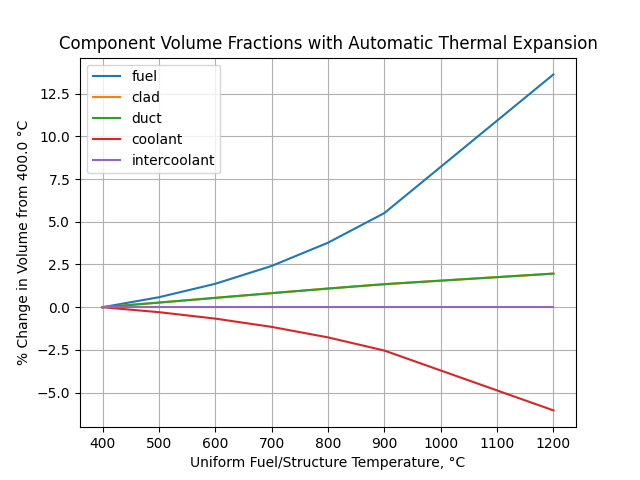 Component Volume Fractions with Automatic Thermal Expansion
% Change in Volume from 400.0 °C
12.5
10.0
7.5
5.0
2.5
0.0
−2.5
−5.0
fuel
clad
duct
coolant
intercoolant
400 500 600 700 800 900 1000 1100 1200
Uniform Fuel/Structure Temperature, °C